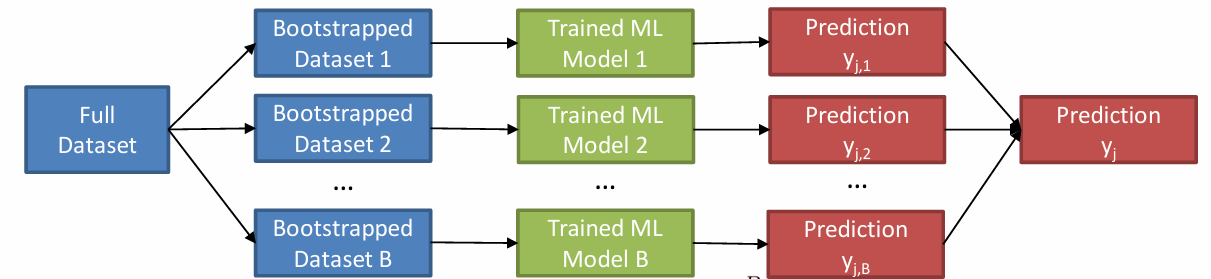 Bootstrapped
Dataset 1
Trained ML
Model 1
Prediction
y_{j,1}
Full
Dataset
Bootstrapped
Dataset 2
Trained ML
Model 2
Prediction
y_{j,2}
Prediction
y_j
...
...
...
Bootstrapped
Dataset B
Trained ML
Model B
Prediction
y_{j,B}